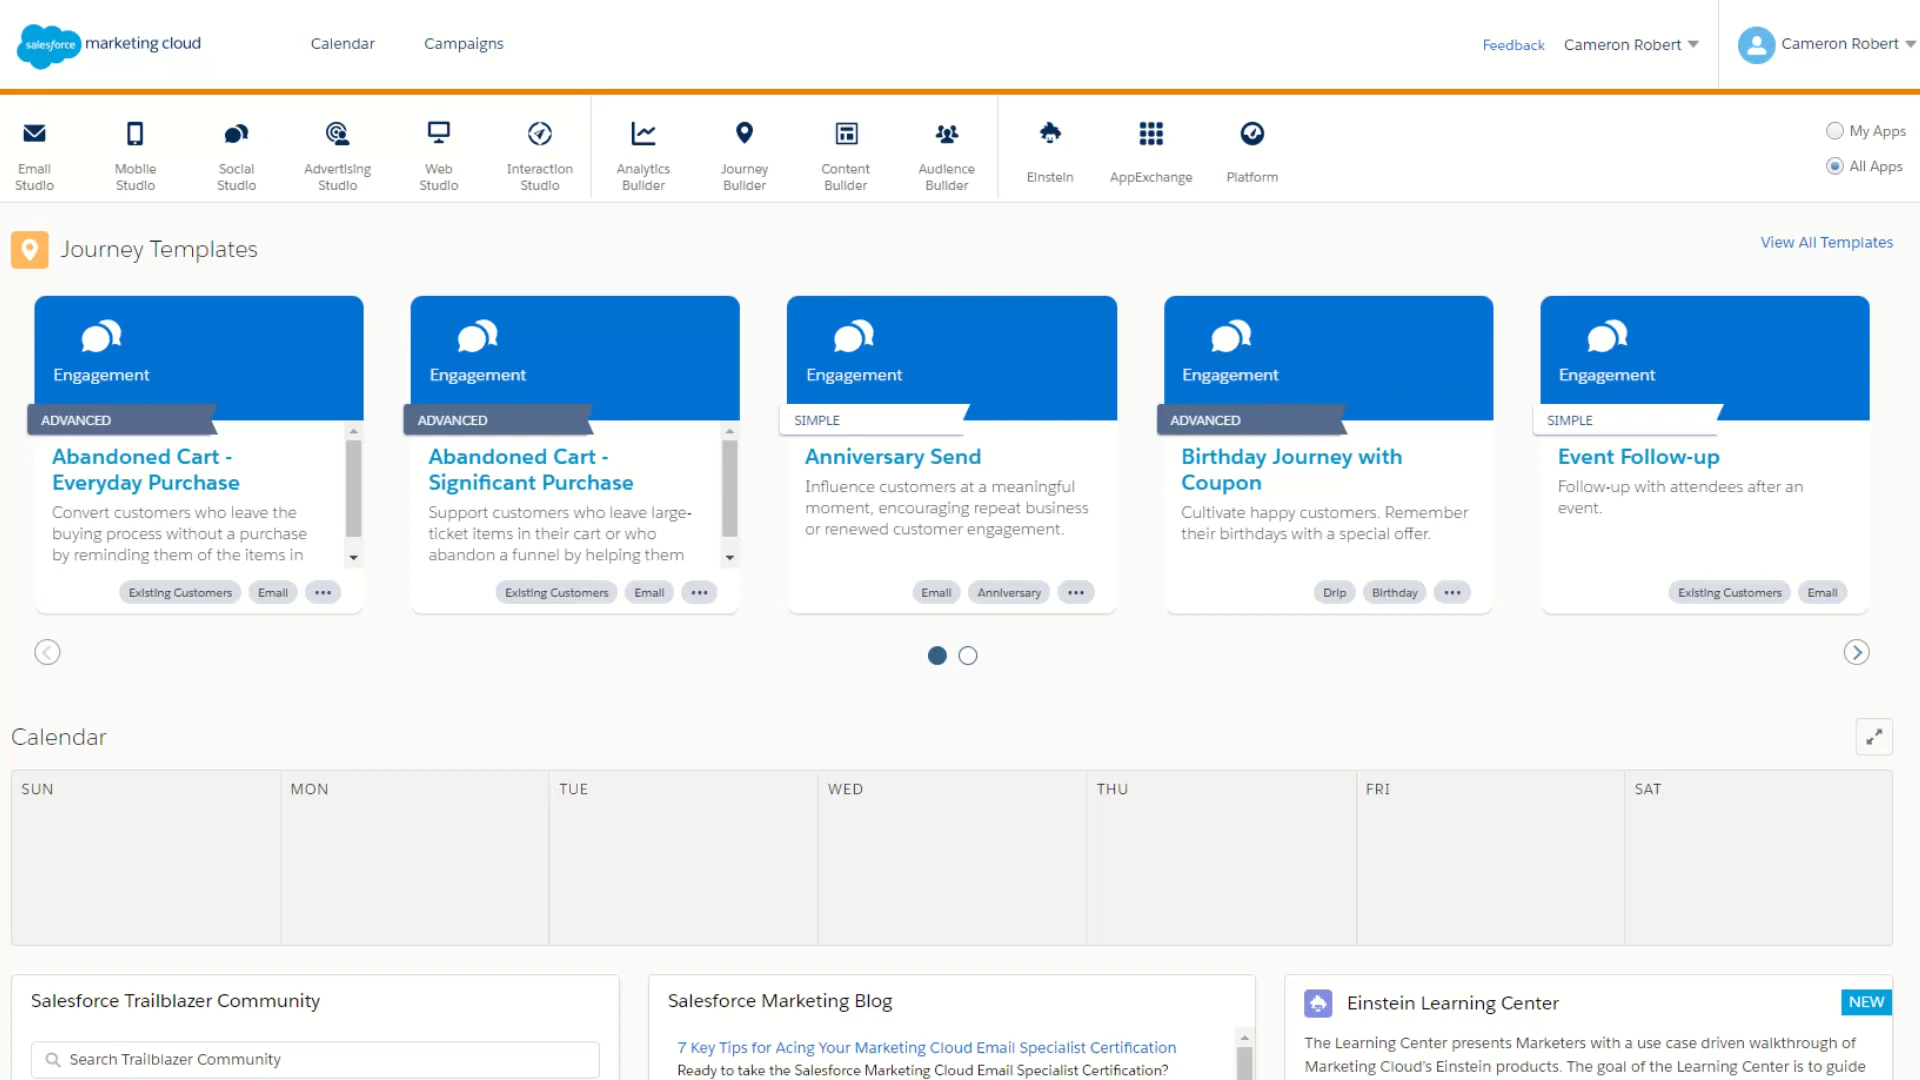 salesforce marketing cloud
Calendar
Campaigns
Feedback
Cameron Robert
Cameron Robert
Email
Studio
Mobile
Studio
Social
Studio
Advertising
Studio
Web
Studio
Interaction
Studio
Analytics
Builder
Journey
Builder
Content
Builder
Audience
Builder
Einstein
AppExchange
Platform
My Apps
All Apps
Journey Templates
View All Templates
Engagement
ADVANCED
Abandoned Cart -
Everyday Purchase
Convert customers who leave the
buying process without a purchase
by reminding them of the items in
Existing Customers
Email
•••
Engagement
ADVANCED
Abandoned Cart -
Significant Purchase
Support customers who leave large-
ticket items in their cart or who
abandon a funnel by helping them
Existing Customers
Email
•••
Engagement
SIMPLE
Anniversary Send
Influence customers at a meaningful
moment, encouraging repeat business
or renewed customer engagement.
Email
Anniversary
•••
Engagement
ADVANCED
Birthday Journey with
Coupon
Cultivate happy customers. Remember
their birthdays with a special offer.
Drip
Birthday
•••
Engagement
SIMPLE
Event Follow-up
Follow-up with attendees after an
event.
Existing Customers
Email
Calendar
SUN
MON
TUE
WED
THU
FRI
SAT
Salesforce Trailblazer Community
Search Trailblazer Community
Salesforce Marketing Blog
7 Key Tips for Acing Your Marketing Cloud Email Specialist Certification
Ready to take the Salesforce Marketing Cloud Email Specialist Certification?
Einstein Learning Center
NEW
The Learning Center presents Marketers with a use case driven walkthrough of
Marketing Cloud's Einstein products. The goal of the Learning Center is to guide